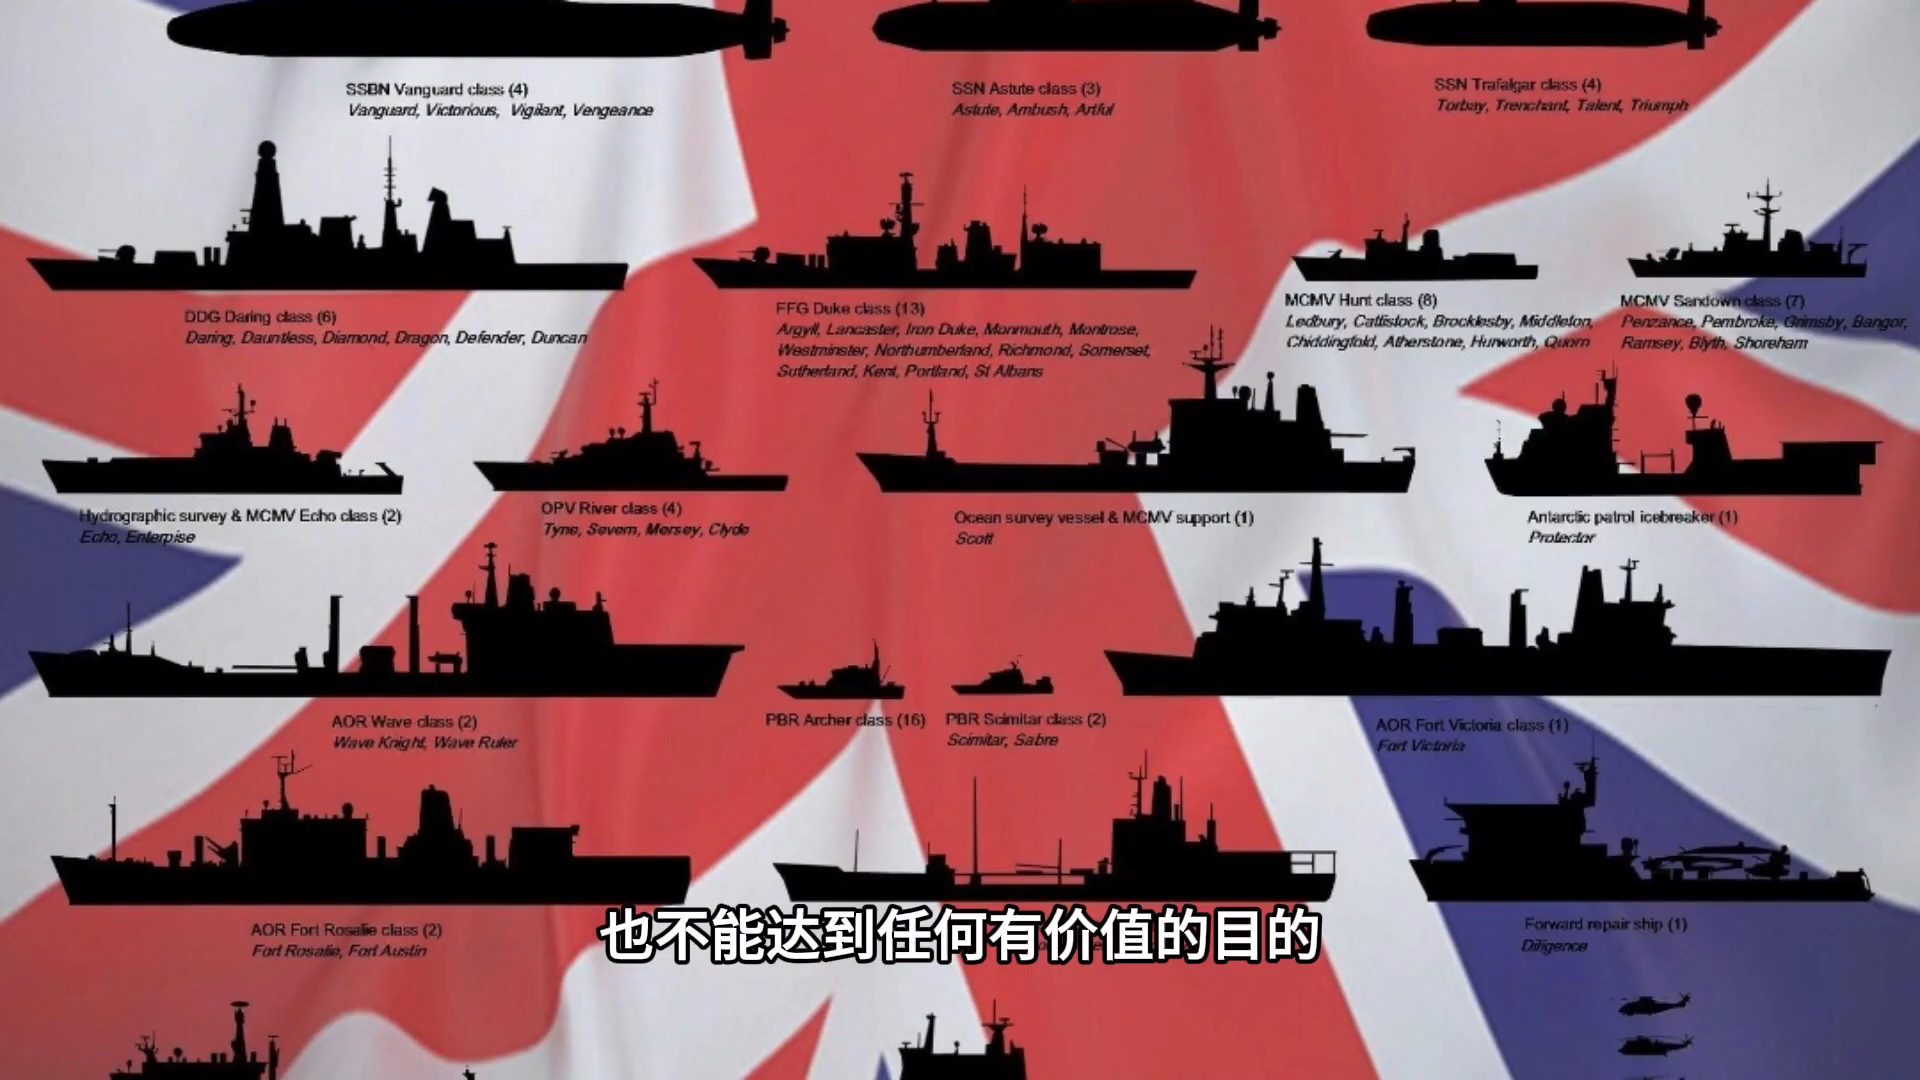 SSBN Vanguard class (4)
Vanguard, Victorious, Vigilant, Vengeance
SSN Astute class (3)
Astute, Ambush, Artful
SSN Trafalgar class (4)
Torbay, Trenchant, Talent, Triumph
DDG Daring class (6)
Daring, Dauntless, Diamond, Dragon, Defender, Duncan
FFG Duke class (13)
Argyll, Lancaster, Iron Duke, Monmouth, Montrose,
Westminster, Northumberland, Richmond, Somerset,
Sutherland, Kent, Portland, St Albans
MCMV Hunt class (8)
Ledbury, Cattistock, Brocklesby, Middleton,
Chiddingfold, Atherstone, Hurworth, Quorn
MCMV Sandown class (7)
Penzance, Pembroke, Grimsby, Bangor,
Ramsey, Blyth, Shoreham
Hydrographic survey & MCMV Echo class (2)
Echo, Enterpise
OPV River class (4)
Tyne, Severn, Mersey, Clyde
Ocean survey vessel & MCMV support (1)
Scott
Antarctic patrol icebreaker (1)
Protector
AOR Wave class (2)
Wave Knight, Wave Ruler
PBR Archer class (16)
PBR Scimitar class (2)
Scimitar, Sabre
AOR Fort Victoria class (1)
Fort Victoria
AOR Fort Rosalie class (2)
Fort Rosalie, Fort Austin
Forward repair ship (1)
Diligence
也不能达到任何有价值的目的